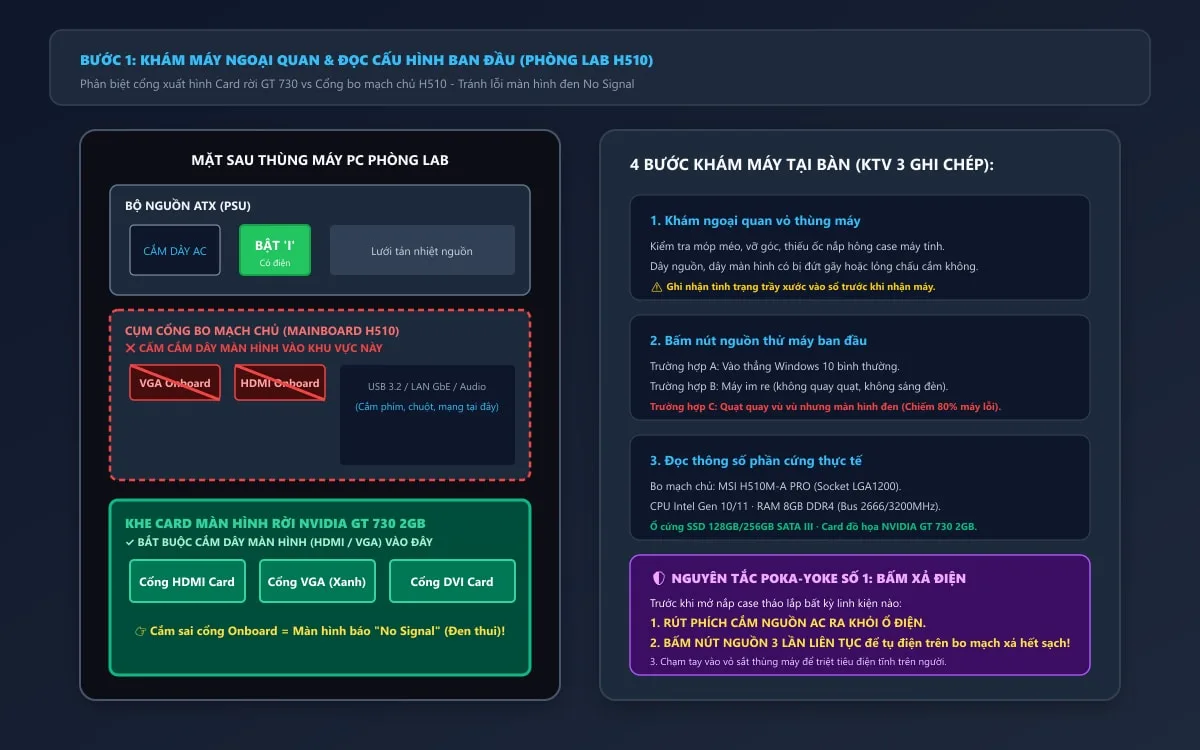 BƯỚC 1: KHÁM MÁY NGOẠI QUAN & ĐỌC CẤU HÌNH BAN ĐẦU (PHÒNG LAB H510)
Phân biệt cổng xuất hình Card rời GT 730 vs Cổng bo mạch chủ H510 - Tránh lỗi màn hình đen No Signal
MẶT SAU THÙNG MÁY PC PHÒNG LAB
BỘ NGUỒN ATX (PSU)
CẮM DÂY AC
BẬT 'I'
Có điện
Lưới tản nhiệt nguồn
CỤM CỔNG BO MẠCH CHỦ (MAINBOARD H510)
❌ CẤM CẮM DÂY MÀN HÌNH VÀO KHU VỰC NÀY
VGA Onboard
HDMI Onboard
USB 3.2 / LAN GbE / Audio
(Cắm phím, chuột, mạng tại đây)
KHE CARD MÀN HÌNH RỜI NVIDIA GT 730 2GB
✓ BẮT BUỘC CẮM DÂY MÀN HÌNH (HDMI / VGA) VÀO ĐÂY
Cổng HDMI Card
Cổng VGA (Xanh)
Cổng DVI Card
👉 Cắm sai cổng Onboard = Màn hình báo "No Signal" (Đen thui)!
4 BƯỚC KHÁM MÁY TẠI BÀN (KTV 3 GHI CHÉP):
1. Khám ngoại quan vỏ thùng máy
Kiểm tra móp méo, vỡ góc, thiếu ốc nắp hông case máy tính.
Dây nguồn, dây màn hình có bị đứt gãy hoặc lỏng chấu cắm không.
⚠ Ghi nhận tình trạng trầy xước vào sổ trước khi nhận máy.
2. Bấm nút nguồn thử máy ban đầu
Trường hợp A: Vào thẳng Windows 10 bình thường.
Trường hợp B: Máy im re (không quay quạt, không sáng đèn).
Trường hợp C: Quạt quay vù vù nhưng màn hình đen (Chiếm 80% máy lỗi).
3. Đọc thông số phần cứng thực tế
Bo mạch chủ: MSI H510M-A PRO (Socket LGA1200).
CPU Intel Gen 10/11 · RAM 8GB DDR4 (Bus 2666/3200MHz).
Ổ cứng SSD 128GB/256GB SATA III · Card đồ họa NVIDIA GT 730 2GB.
NGUYÊN TẮC POKA-YOKE SỐ 1: BẤM XẢ ĐIỆN
Trước khi mở nắp case tháo lắp bất kỳ linh kiện nào:
1. RÚT PHÍCH CẮM NGUỒN AC RA KHỎI Ổ ĐIỆN.
2. BẤM NÚT NGUỒN 3 LẦN LIÊN TỤC để tụ điện trên bo mạch xả hết sạch!
3. Chạm tay vào vỏ sắt thùng máy để triệt tiêu điện tĩnh trên người.